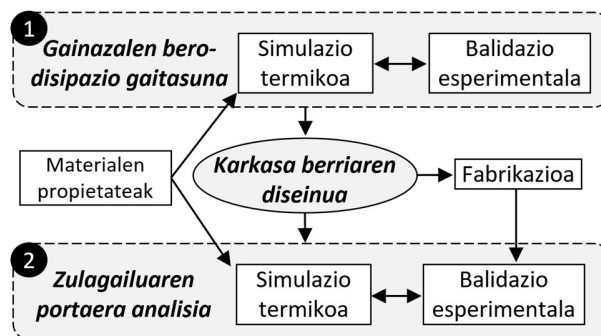 1
Gainazalen bero-
disipazio gaitasuna
Simulazio
termikoa
Balidazio
esperimentala
Materialen
propietateak
Karkasa berriaren
diseinua
Fabrikazioa
2
Zulagailuaren
portaera analisia
Simulazio
termikoa
Balidazio
esperimentala